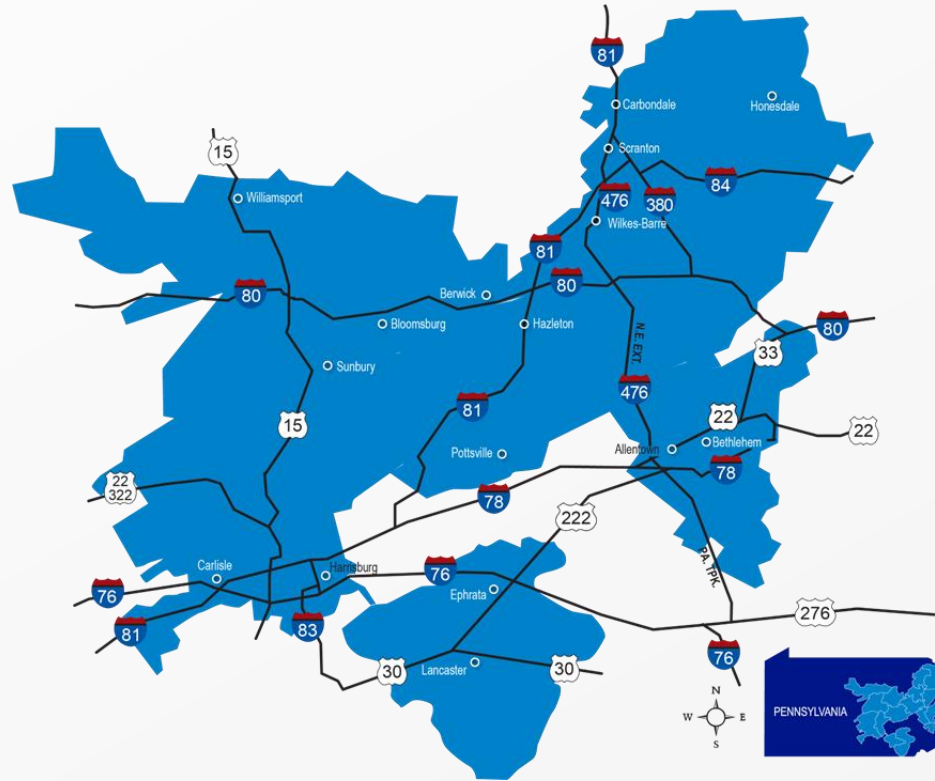 81
Carbondale
Honesdale
15
Scranton
84
Williamsport
476
380
Wilkes-Barre
81
80
Berwick
80
Bloomsburg
Hazleton
80
N.E. EXT.
33
Sunbury
476
81
15
22
22
Bethlehem
Allentown
Pottsville
78
22
322
78
222
PA. TPK.
Carlisle
Harrisburg
76
Ephrata
76
276
81
83
76
30
Lancaster
30
N
W
E
S
PENNSYLVANIA